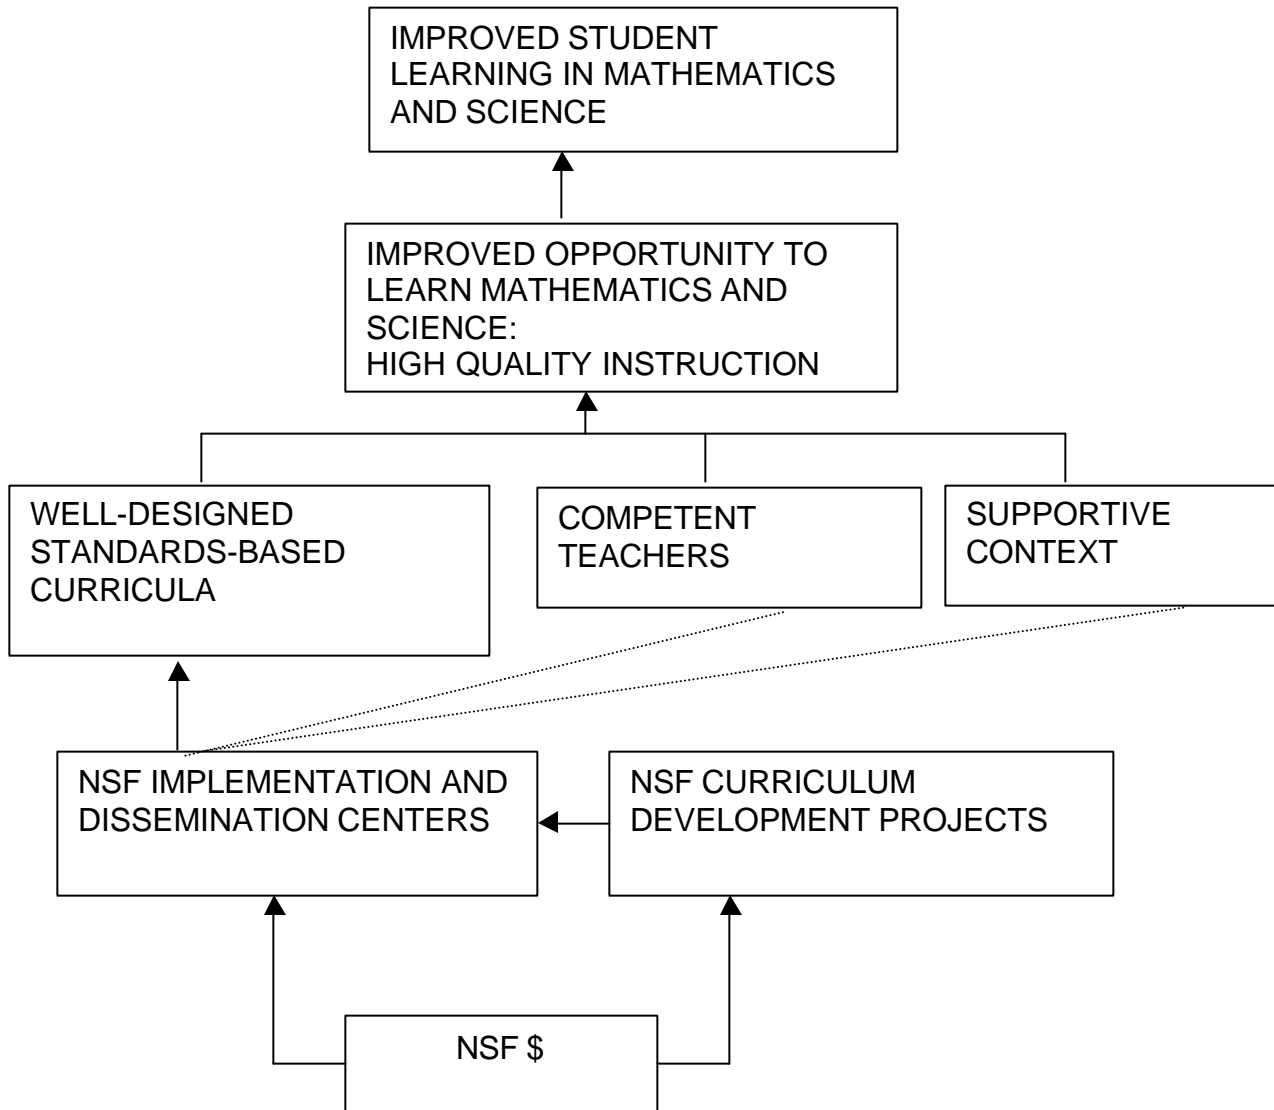 IMPROVED STUDENT
LEARNING IN MATHEMATICS
AND SCIENCE
IMPROVED OPPORTUNITY TO
LEARN MATHEMATICS AND
SCIENCE:
HIGH QUALITY INSTRUCTION
WELL-DESIGNED
STANDARDS-BASED
CURRICULA
COMPETENT
TEACHERS
SUPPORTIVE
CONTEXT
NSF IMPLEMENTATION AND
DISSEMINATION CENTERS
NSF CURRICULUM
DEVELOPMENT PROJECTS
NSF $